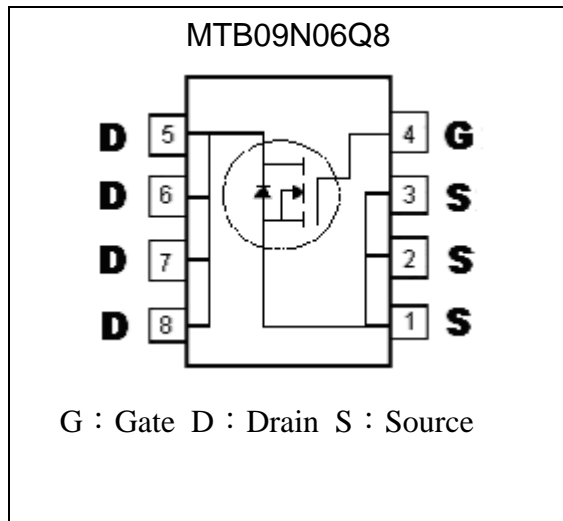 MTB09N06Q8
D 5 4 G
D 6 3 S
D 7 2 S
D 8 1 S
G：Gate D：Drain S：Source